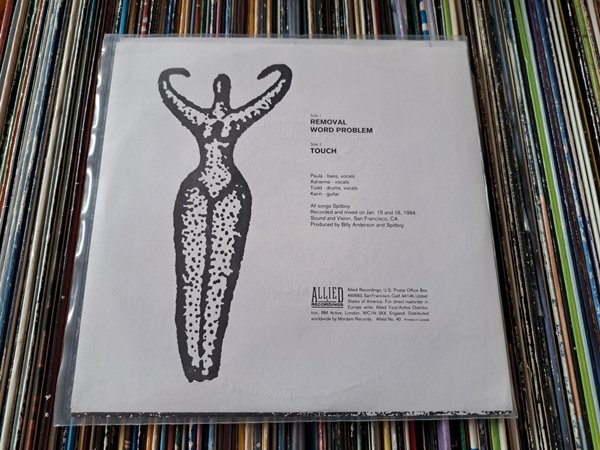 Side 1
REMOVAL
WORD PROBLEM
Side 2
TOUCH
Paula - bass, vocals
Adrienne - vocals
Todd - drums, vocals
Karin - guitar
All songs Spitboy
Recorded and mixed on Jan. 15 and 16, 1994
Sound and Vision, San Francisco, CA
Produced by Billy Anderson and Spitboy
ALLIED
RECORDINGS
Allied Recordings, U.S. Postal Office Box
460683, San Francisco, Calif. 94146, United
States of America. For direct mailorder in
Europe write: Allied Yurp/Active Distribu-
tion, BM Active, London, WC1N 3XX, England. Distributed
worldwide by Mordam Records. Allied No. 40 Printed in Canada